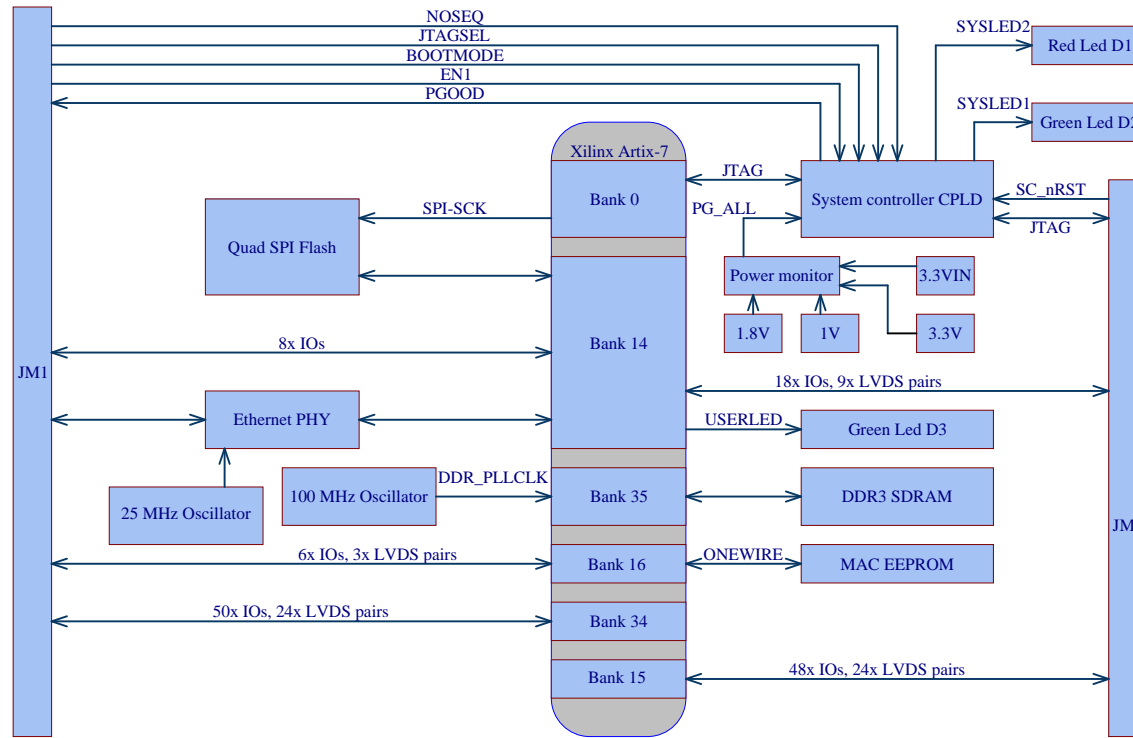 NOSEQ
JTAGSEL
BOOTMODE
EN1
PGOOD
SYSLED2
Red Led D1
SYSLED1
Green Led D2
Xilinx Artix-7
Bank 0
JTAG
System controller CPLD
SC_nRST
JTAG
SPI-SCK
PG_ALL
Quad SPI Flash
Power monitor
3.3VIN
1.8V
1V
3.3V
Bank 14
8x IOs
JM1
18x IOs, 9x LVDS pairs
Ethernet PHY
USERLED
Green Led D3
DDR_PLLCLK
100 MHz Oscillator
25 MHz Oscillator
Bank 35
DDR3 SDRAM
JM
6x IOs, 3x LVDS pairs
Bank 16
ONEWIRE
MAC EEPROM
50x IOs, 24x LVDS pairs
Bank 34
Bank 15
48x IOs, 24x LVDS pairs